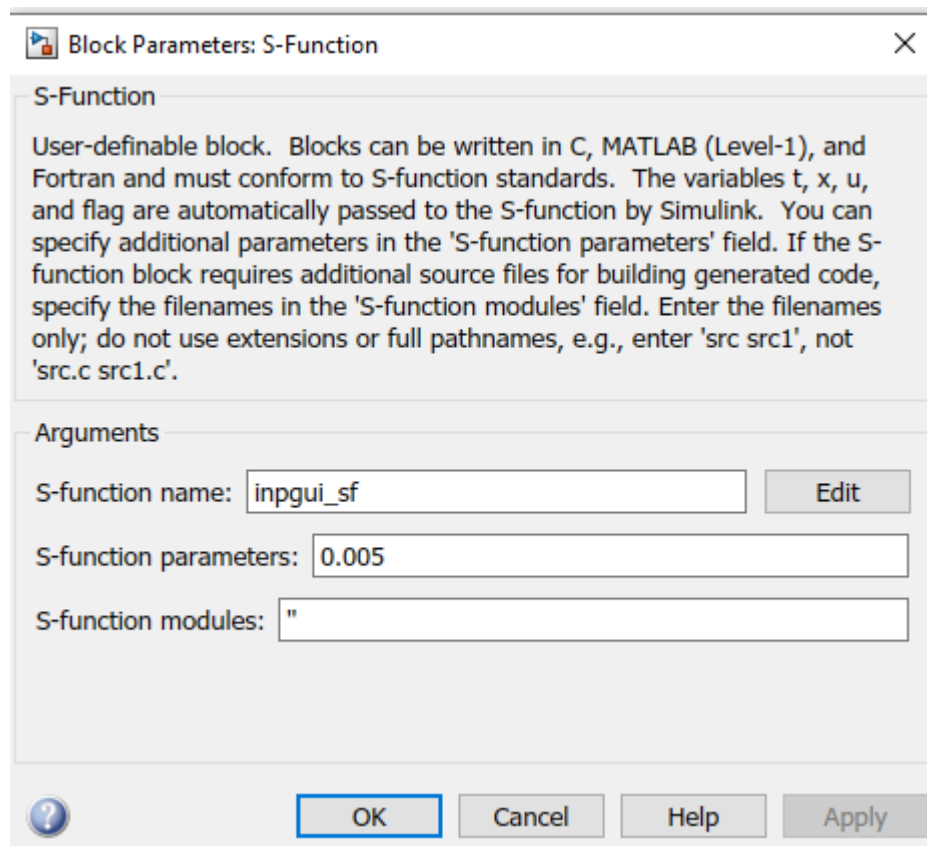 Block Parameters: S-Function
S-Function
User-definable block.  Blocks can be written in C, MATLAB (Level-1), and
Fortran and must conform to S-function standards.  The variables t, x, u,
and flag are automatically passed to the S-function by Simulink.  You can
specify additional parameters in the 'S-function parameters' field. If the S-
function block requires additional source files for building generated code,
specify the filenames in the 'S-function modules' field. Enter the filenames
only; do not use extensions or full pathnames, e.g., enter 'src src1', not
'src.c src1.c'.
Arguments
S-function name: inpgui_sf Edit
S-function parameters: 0.005
S-function modules: ''
? OK Cancel Help Apply